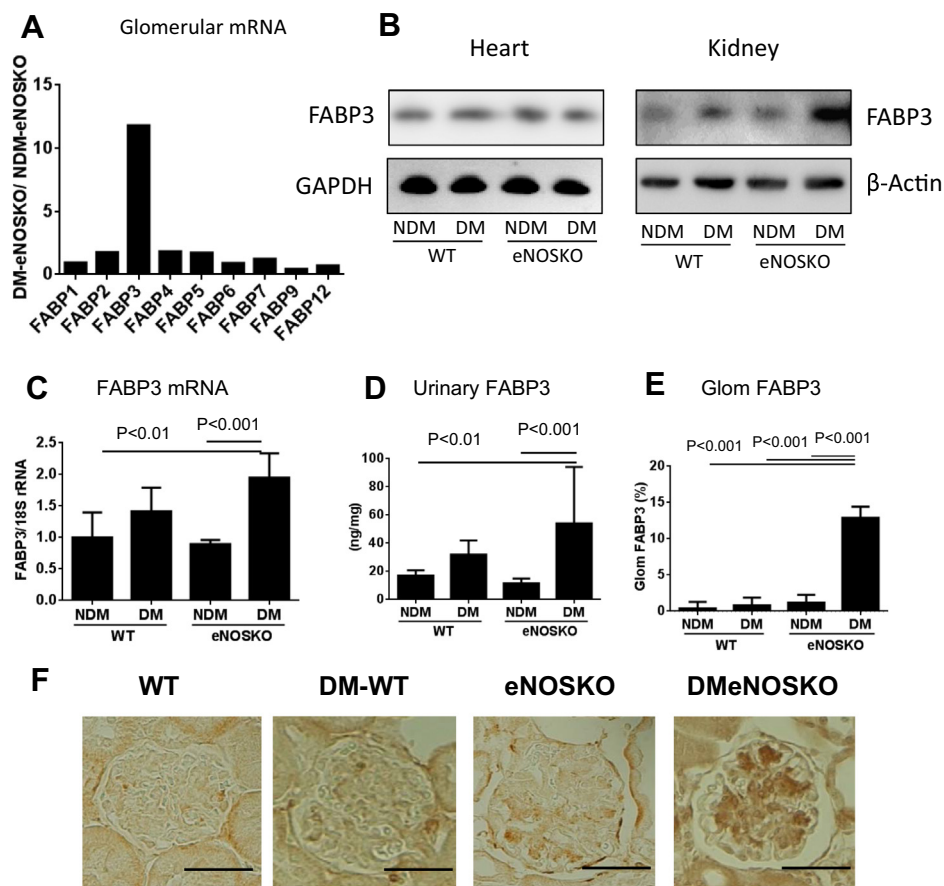 A
Glomerular mRNA
DM-eNOSKO/ NDM-eNOSKO
15
10
5
0
FABP1
FABP2
FABP3
FABP4
FABP5
FABP6
FABP7
FABP9
FABP12
B
Heart
Kidney
FABP3
FABP3
GAPDH
β-Actin
NDM DM NDM DM
WT eNOSKO
NDM DM NDM DM
WT eNOSKO
C
FABP3 mRNA
P<0.01
P<0.001
FABP3/18S rRNA
2.5
2.0
1.5
1.0
0.5
0.0
NDM DM NDM DM
WT eNOSKO
D
Urinary FABP3
P<0.01
P<0.001
(ng/mg)
100
80
60
40
20
0
NDM DM NDM DM
WT eNOSKO
E
Glom FABP3
P<0.001
P<0.001
P<0.001
Glom FABP3 (%)
20
15
10
5
0
NDM DM NDM DM
WT eNOSKO
F
WT
DM-WT
eNOSKO
DMeNOSKO